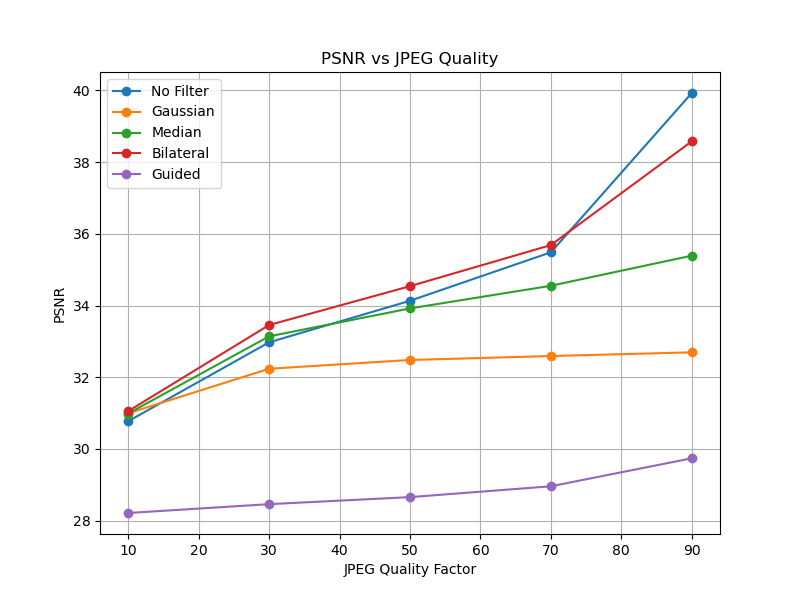 PSNR vs JPEG Quality
No Filter
Gaussian
Median
Bilateral
Guided
40
38
36
34
32
30
28
PSNR
10 20 30 40 50 60 70 80 90
JPEG Quality Factor